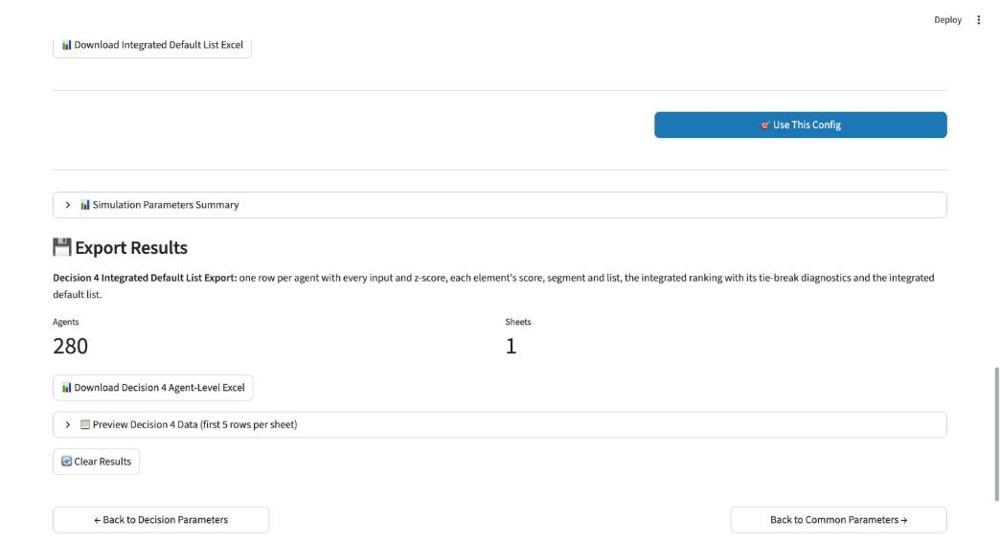 Deploy
Download Integrated Default List Excel
Use This Config
Simulation Parameters Summary
Export Results
Decision 4 Integrated Default List Export: one row per agent with every input and z-score, each element's score, segment and list, the integrated ranking with its tie-break diagnostics and the integrated
default list.
Agents Sheets
280 1
Download Decision 4 Agent-Level Excel
Preview Decision 4 Data (first 5 rows per sheet)
Clear Results
← Back to Decision Parameters Back to Common Parameters →